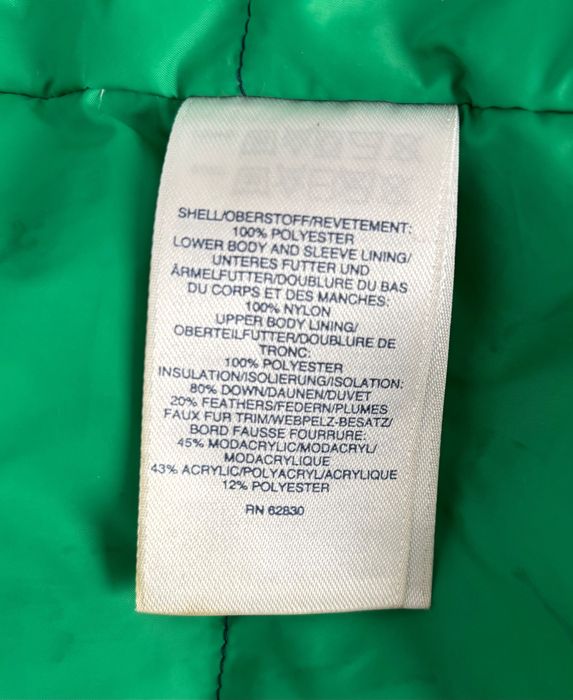 SHELL/OBERSTOFF/REVETEMENT:
100% POLYESTER
LOWER BODY AND SLEEVE LINING/
UNTERES FUTTER UND
ÄRMELFUTTER/DOUBLURE DU BAS
DU CORPS ET DES MANCHES:
100% NYLON
UPPER BODY LINING/
OBERTEILFUTTER/DOUBLURE DE
TRONC:
100% POLYESTER
INSULATION/ISOLIERUNG/ISOLATION:
80% DOWN/DAUNEN/DUVET
20% FEATHERS/FEDERN/PLUMES
FAUX FUR TRIM/WEBPELZ-BESATZ/
BORD FAUSSE FOURRURE:
45% MODACRYLIC/MODACRYL/
MODACRYLIQUE
43% ACRYLIC/POLYACRYL/ACRYLIQUE
12% POLYESTER
RN 62830